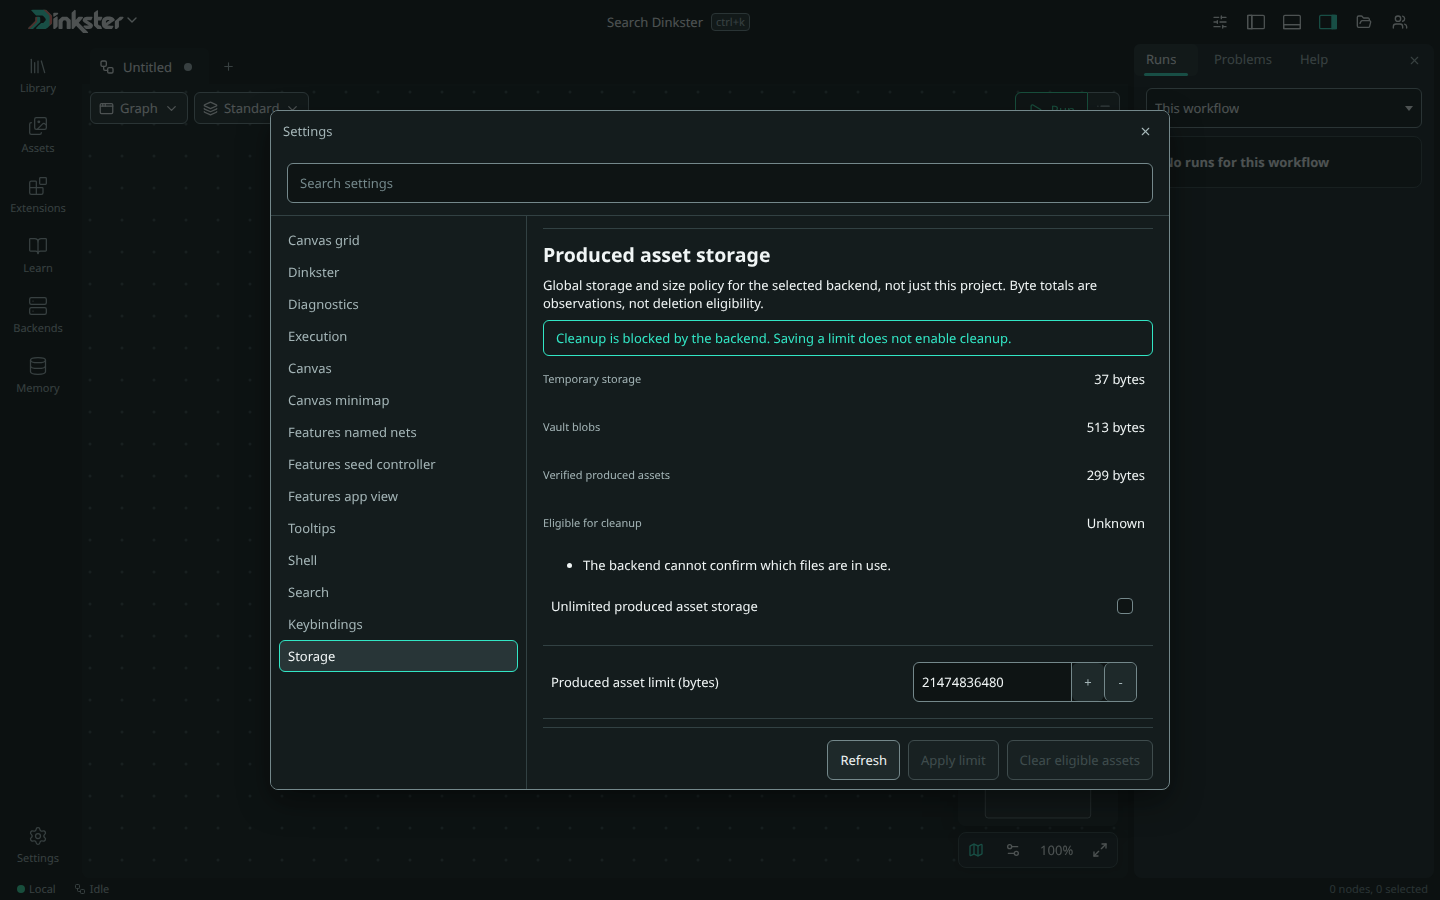 Dinkster
Search Dinkster ctrl+k
Library
Assets
Extensions
Learn
Backends
Memory
Settings
Untitled +
Graph
Standard
Run
Runs Problems Help ×
This workflow
No runs for this workflow
Settings ×
Search settings
Canvas grid
Dinkster
Diagnostics
Execution
Canvas
Canvas minimap
Features named nets
Features seed controller
Features app view
Tooltips
Shell
Search
Keybindings
Storage
Produced asset storage
Global storage and size policy for the selected backend, not just this project. Byte totals are
observations, not deletion eligibility.
Cleanup is blocked by the backend. Saving a limit does not enable cleanup.
Temporary storage 37 bytes
Vault blobs 513 bytes
Verified produced assets 299 bytes
Eligible for cleanup Unknown
• The backend cannot confirm which files are in use.
Unlimited produced asset storage
Produced asset limit (bytes) 21474836480 + -
Refresh Apply limit Clear eligible assets
100%
Local Idle
0 nodes, 0 selected